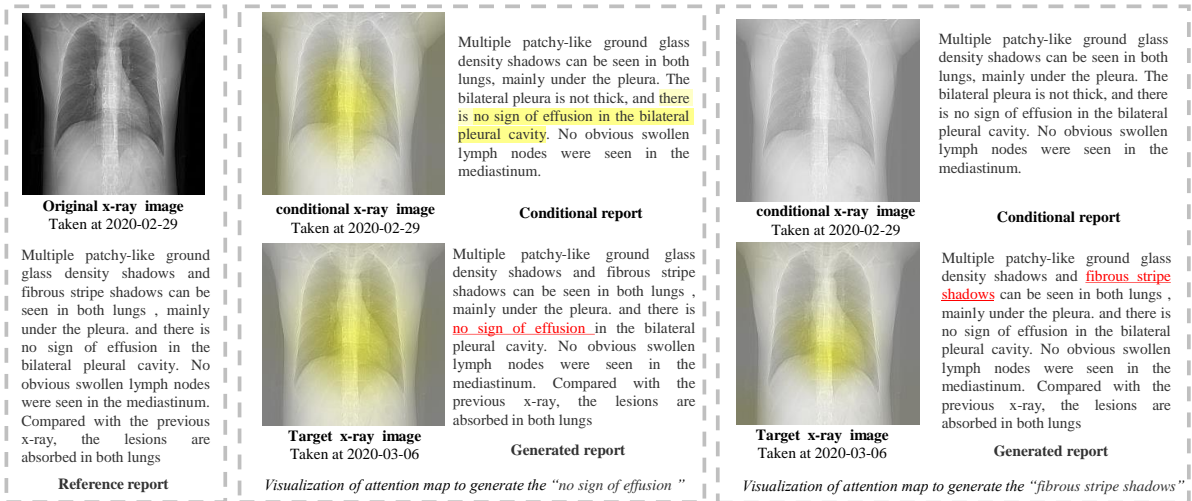 Original x-ray image
Taken at 2020-02-29
Multiple patchy-like ground
glass density shadows and
fibrous stripe shadows can be
seen in both lungs , mainly
under the pleura. and there is
no sign of effusion in the
bilateral pleural cavity. No
obvious swollen lymph nodes
were seen in the mediastinum.
Compared with the previous
x-ray, the lesions are
absorbed in both lungs
Reference report
conditional x-ray image
Taken at 2020-02-29
Multiple patchy-like ground glass
density shadows can be seen in both
lungs, mainly under the pleura. The
bilateral pleura is not thick, and there
is no sign of effusion in the bilateral
pleural cavity. No obvious swollen
lymph nodes were seen in the
mediastinum.
Conditional report
Target x-ray image
Taken at 2020-03-06
Multiple patchy-like ground glass
density shadows and fibrous stripe
shadows can be seen in both lungs ,
mainly under the pleura. and there is
no sign of effusion in the bilateral
pleural cavity. No obvious swollen
lymph nodes were seen in the
mediastinum. Compared with the
previous x-ray, the lesions are
absorbed in both lungs
Generated report
Visualization of attention map to generate the “no sign of effusion ”
conditional x-ray image
Taken at 2020-02-29
Multiple patchy-like ground glass
density shadows can be seen in both
lungs, mainly under the pleura. The
bilateral pleura is not thick, and there
is no sign of effusion in the bilateral
pleural cavity. No obvious swollen
lymph nodes were seen in the
mediastinum.
Conditional report
Target x-ray image
Taken at 2020-03-06
Multiple patchy-like ground glass
density shadows and fibrous stripe
shadows can be seen in both lungs ,
mainly under the pleura. and there is
no sign of effusion in the bilateral
pleural cavity. No obvious swollen
lymph nodes were seen in the
mediastinum. Compared with the
previous x-ray, the lesions are
absorbed in both lungs
Generated report
Visualization of attention map to generate the “fibrous stripe shadows”